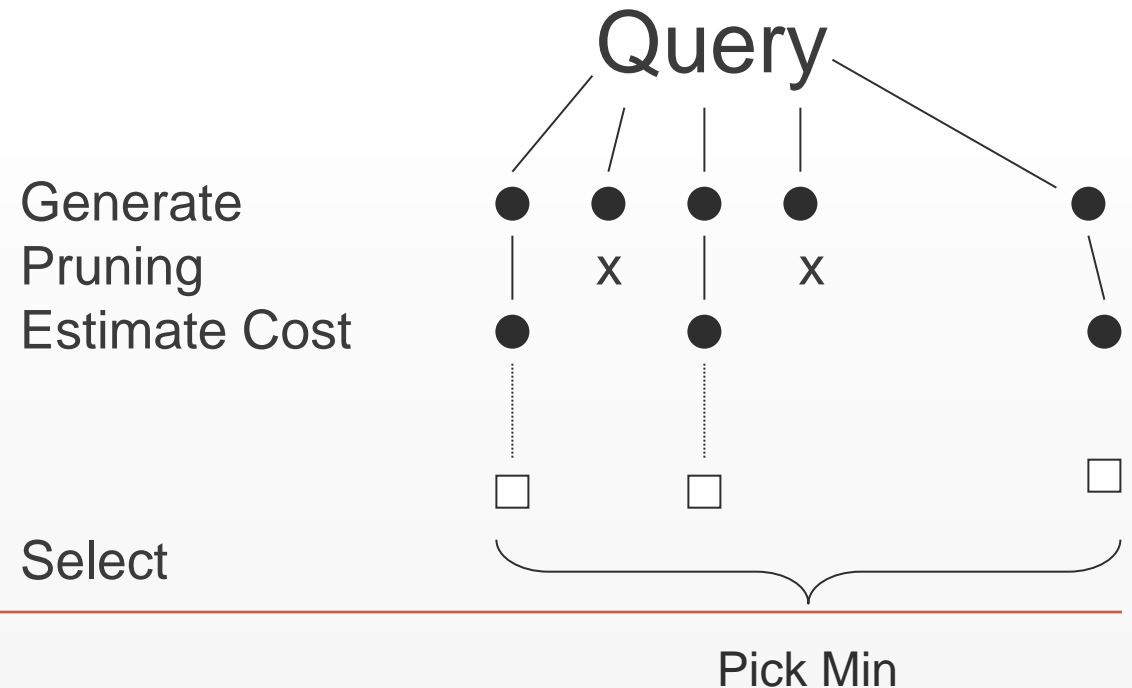 Query
Generate
Pruning x x
Estimate Cost
Select
Pick Min